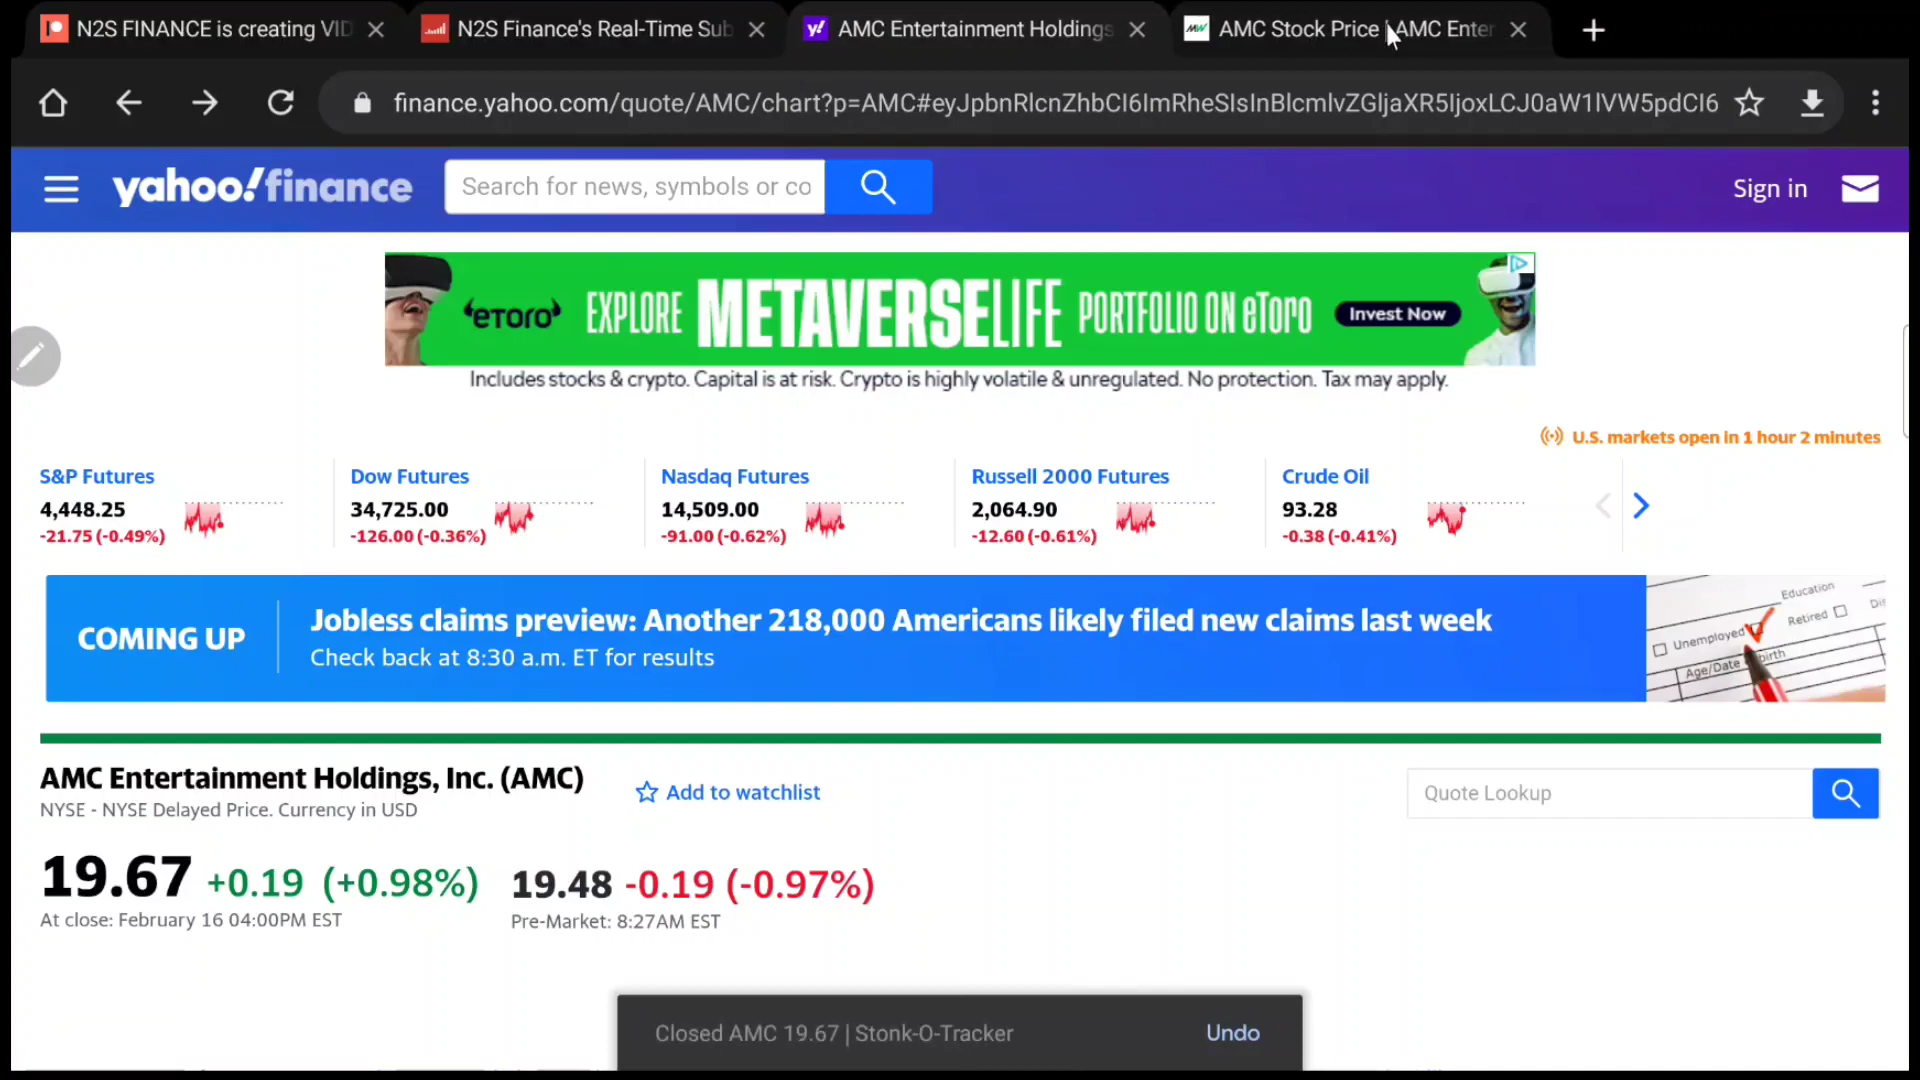 N2S FINANCE is creating VID
N2S Finance's Real-Time Sub
AMC Entertainment Holdings
AMC Stock Price | AMC Enter
finance.yahoo.com/quote/AMC/chart?p=AMC#eyJpbnRlcnZhbCI6ImRheSIsInBlcmlvZGljaXR5IjoxLCJ0aW1lVW5pdCI6
yahoo!finance
Search for news, symbols or co
Sign in
eToro EXPLORE METAVERSELIFE PORTFOLIO ON eToro Invest Now
Includes stocks & crypto. Capital is at risk. Crypto is highly volatile & unregulated. No protection. Tax may apply.
U.S. markets open in 1 hour 2 minutes
S&P Futures
4,448.25
-21.75 (-0.49%)
Dow Futures
34,725.00
-126.00 (-0.36%)
Nasdaq Futures
14,509.00
-91.00 (-0.62%)
Russell 2000 Futures
2,064.90
-12.60 (-0.61%)
Crude Oil
93.28
-0.38 (-0.41%)
COMING UP
Jobless claims preview: Another 218,000 Americans likely filed new claims last week
Check back at 8:30 a.m. ET for results
Education
Retired
Unemployed
Age/Date
birth
AMC Entertainment Holdings, Inc. (AMC)
NYSE - NYSE Delayed Price. Currency in USD
Add to watchlist
Quote Lookup
19.67 +0.19 (+0.98%)
At close: February 16 04:00PM EST
19.48 -0.19 (-0.97%)
Pre-Market: 8:27AM EST
Closed AMC 19.67 | Stonk-O-Tracker
Undo